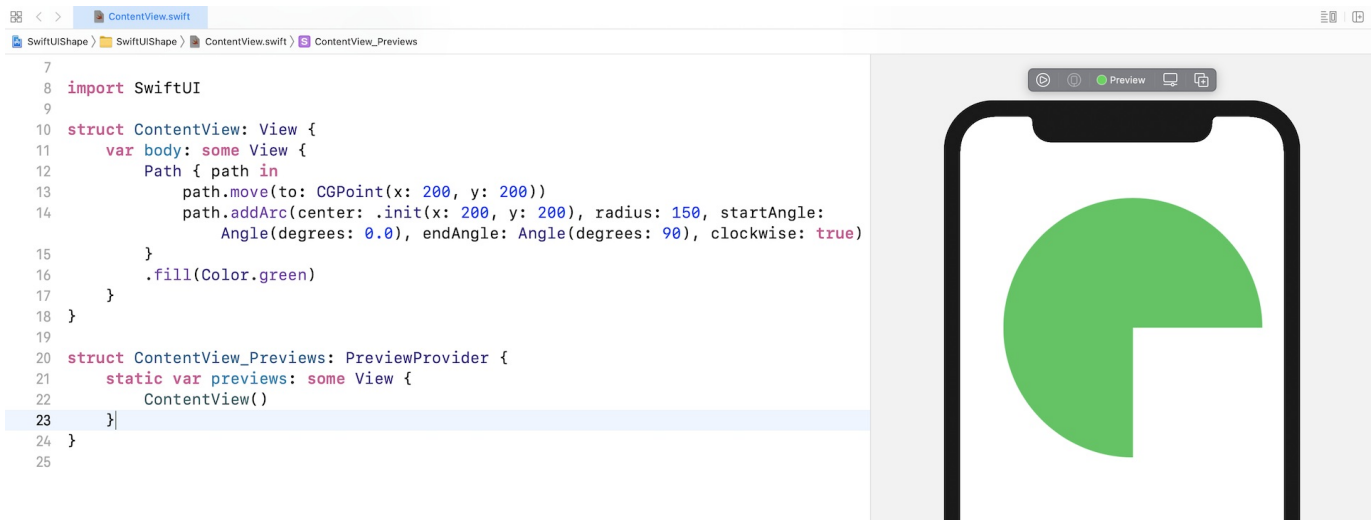 ContentView.swift
SwiftUIShape 〉 SwiftUIShape 〉 ContentView.swift 〉 S ContentView_Previews
7
8 import SwiftUI
9
10 struct ContentView: View {
11     var body: some View {
12         Path { path in
13             path.move(to: CGPoint(x: 200, y: 200))
14             path.addArc(center: .init(x: 200, y: 200), radius: 150, startAngle:
                Angle(degrees: 0.0), endAngle: Angle(degrees: 90), clockwise: true)
15         }
16         .fill(Color.green)
17     }
18 }
19
20 struct ContentView_Previews: PreviewProvider {
21     static var previews: some View {
22         ContentView()
23     }
24 }
25
Preview